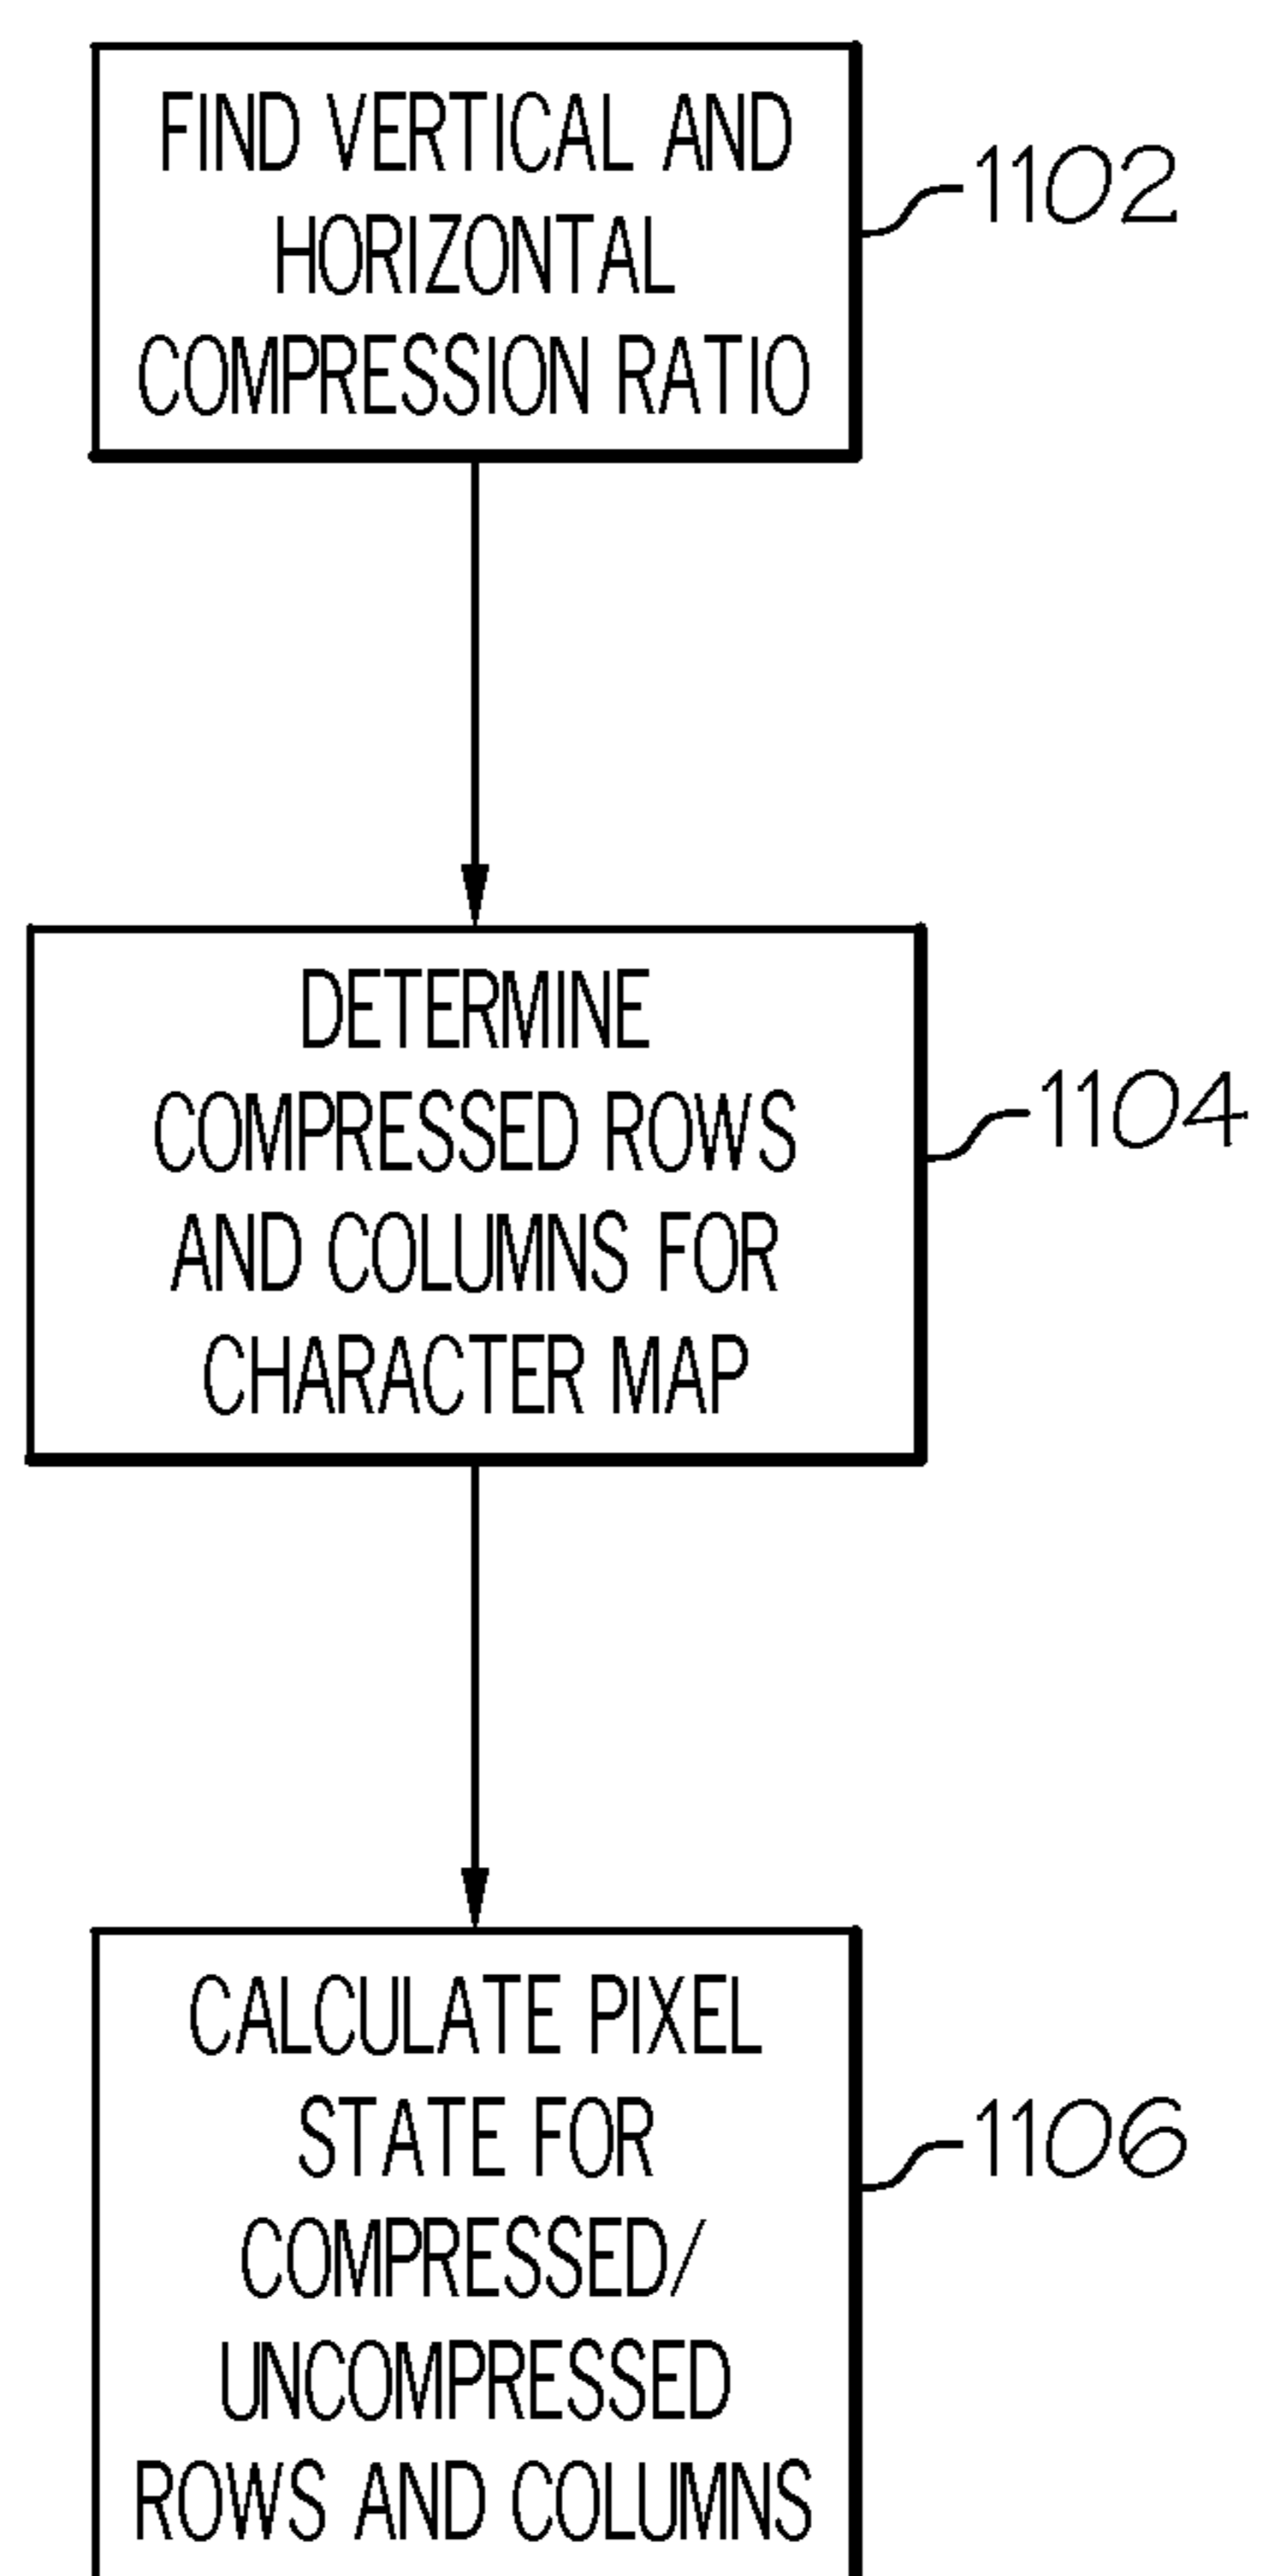 FIND VERTICAL AND
HORIZONTAL
COMPRESSION RATIO
1102
DETERMINE
COMPRESSED ROWS
AND COLUMNS FOR
CHARACTER MAP
1104
CALCULATE PIXEL
STATE FOR
COMPRESSED/
UNCOMPRESSED
ROWS AND COLUMNS
1106